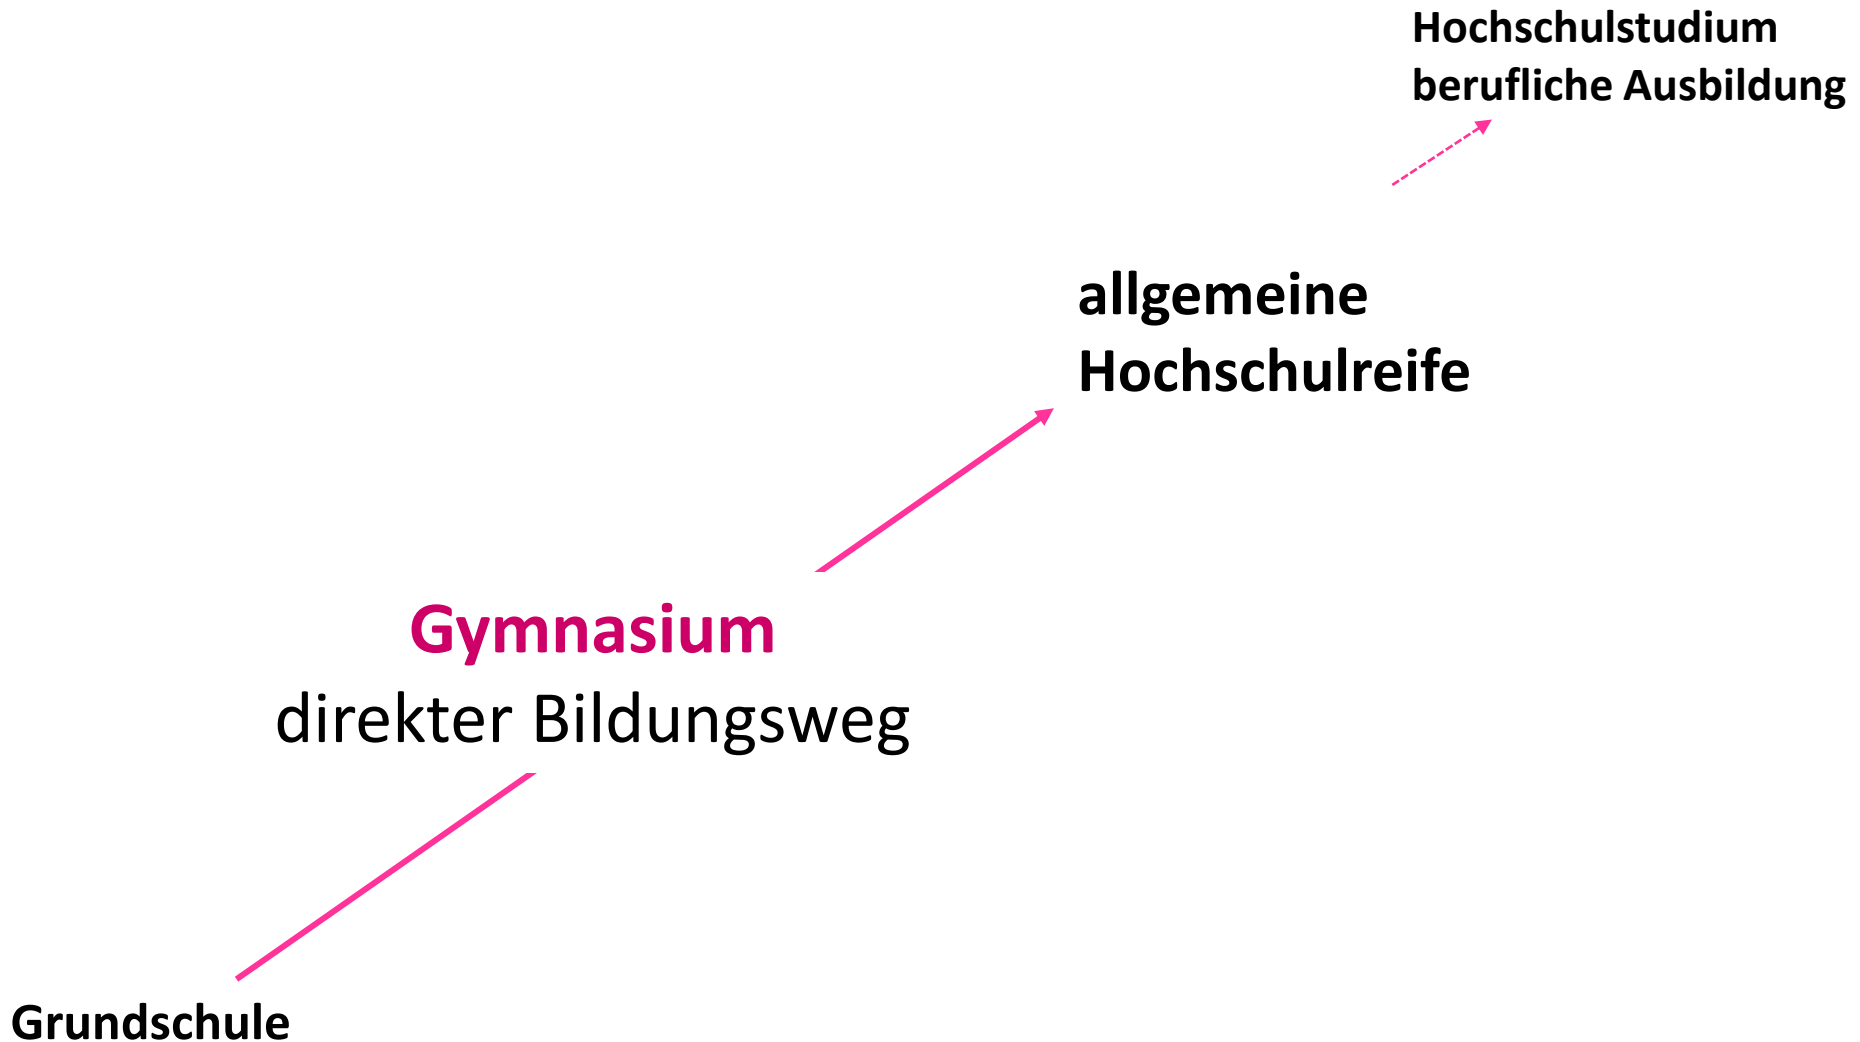 Hochschulstudium
berufliche Ausbildung
allgemeine
Hochschulreife
Gymnasium
direkter Bildungsweg
Grundschule